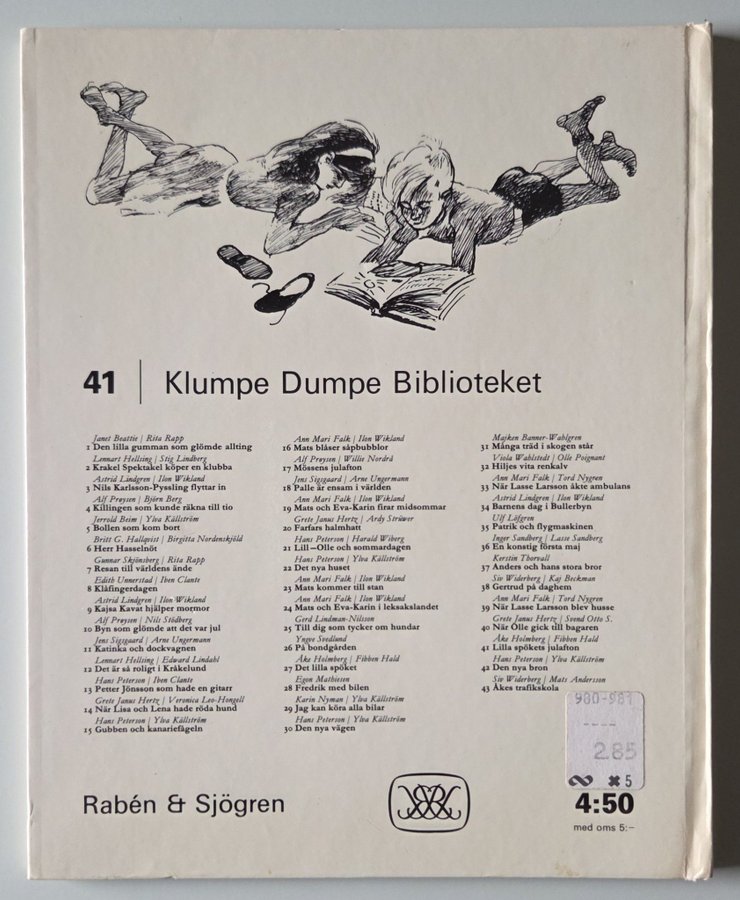 41 | Klumpe Dumpe Biblioteket
Janet Beattie / Rita Rapp
1 Den lilla gumman som glömde allting
Lennart Hellsing / Stig Lindberg
2 Krakel Spektakel köper en klubba
Astrid Lindgren / Ilon Wikland
3 Nils Karlsson-Pyssling flyttar in
Alf Prøysen / Björn Berg
4 Killingen som kunde räkna till tio
Jerrold Beim / Ylva Källström
5 Bollen som kom bort
Britt G. Hallqvist / Birgitta Nordenskjöld
6 Herr Hasselnöt
Gunnar Skjönsberg / Rita Rapp
7 Resan till världens ände
Edith Unnerstad / Iben Clante
8 Klåfingerdagen
Astrid Lindgren / Ilon Wikland
9 Kajsa Kavat hjälper mormor
Alf Prøysen / Nils Stödberg
10 Byn som glömde att det var jul
Jens Sigsgaard / Arne Ungermann
11 Katinka och dockvagnen
Lennart Hellsing / Edward Lindahl
12 Det är så roligt i Kråkelund
Hans Peterson / Iben Clante
13 Petter Jönsson som hade en gitarr
Grete Janus Hertz / Veronica Leo-Hongell
14 När Lisa och Lena hade röda hund
Hans Peterson / Ylva Källström
15 Gubben och kanariefågeln
Ann Mari Falk / Ilon Wikland
16 Mats blåser såpbubblor
Alf Prøysen / Willie Nordrå
17 Mössens julafton
Jens Sigsgaard / Arne Ungermann
18 Palle är ensam i världen
Ann Mari Falk / Ilon Wikland
19 Mats och Eva-Karin firar midsommar
Grete Janus Hertz / Ardy Strüwer
20 Farfars halmhatt
Hans Peterson / Harald Wiberg
21 Lill-Olle och sommardagen
Hans Peterson / Ylva Källström
22 Det nya huset
Ann Mari Falk / Ilon Wikland
23 Mats kommer till stan
Ann Mari Falk / Ilon Wikland
24 Mats och Eva-Karin i leksakslandet
Gerd Lindman-Nilsson
25 Till dig som tycker om hundar
Yngve Svedlund
26 På bondgården
Åke Holmberg / Fibben Hald
27 Det lilla spöket
Egon Mathiesen
28 Fredrik med bilen
Karin Nyman / Ylva Källström
29 Jag kan köra alla bilar
Hans Peterson / Ylva Källström
30 Den nya vägen
Majken Banner-Wahlgren
31 Många träd i skogen står
Viola Wahlstedt / Olle Poignant
32 Hiljes vita renkalv
Ann Mari Falk / Tord Nygren
33 När Lasse Larsson åkte ambulans
Astrid Lindgren / Ilon Wikland
34 Barnens dag i Bullerbyn
Ulf Löfgren
35 Patrik och flygmaskinen
Inger Sandberg / Lasse Sandberg
36 En konstig första maj
Kerstin Thorvall
37 Anders och hans stora bror
Siv Widerberg / Kaj Beckman
38 Gertrud på daghem
Ann Mari Falk / Tord Nygren
39 När Lasse Larsson blev husse
Grete Janus Hertz / Svend Otto S.
40 När Olle gick till bagaren
Åke Holmberg / Fibben Hald
41 Lilla spökets julafton
Hans Peterson / Ylva Källström
42 Den nya bron
Siv Widerberg / Mats Andersson
43 Åkes trafikskola
2.85
5
Rabén & Sjögren
4:50
med oms 5:-